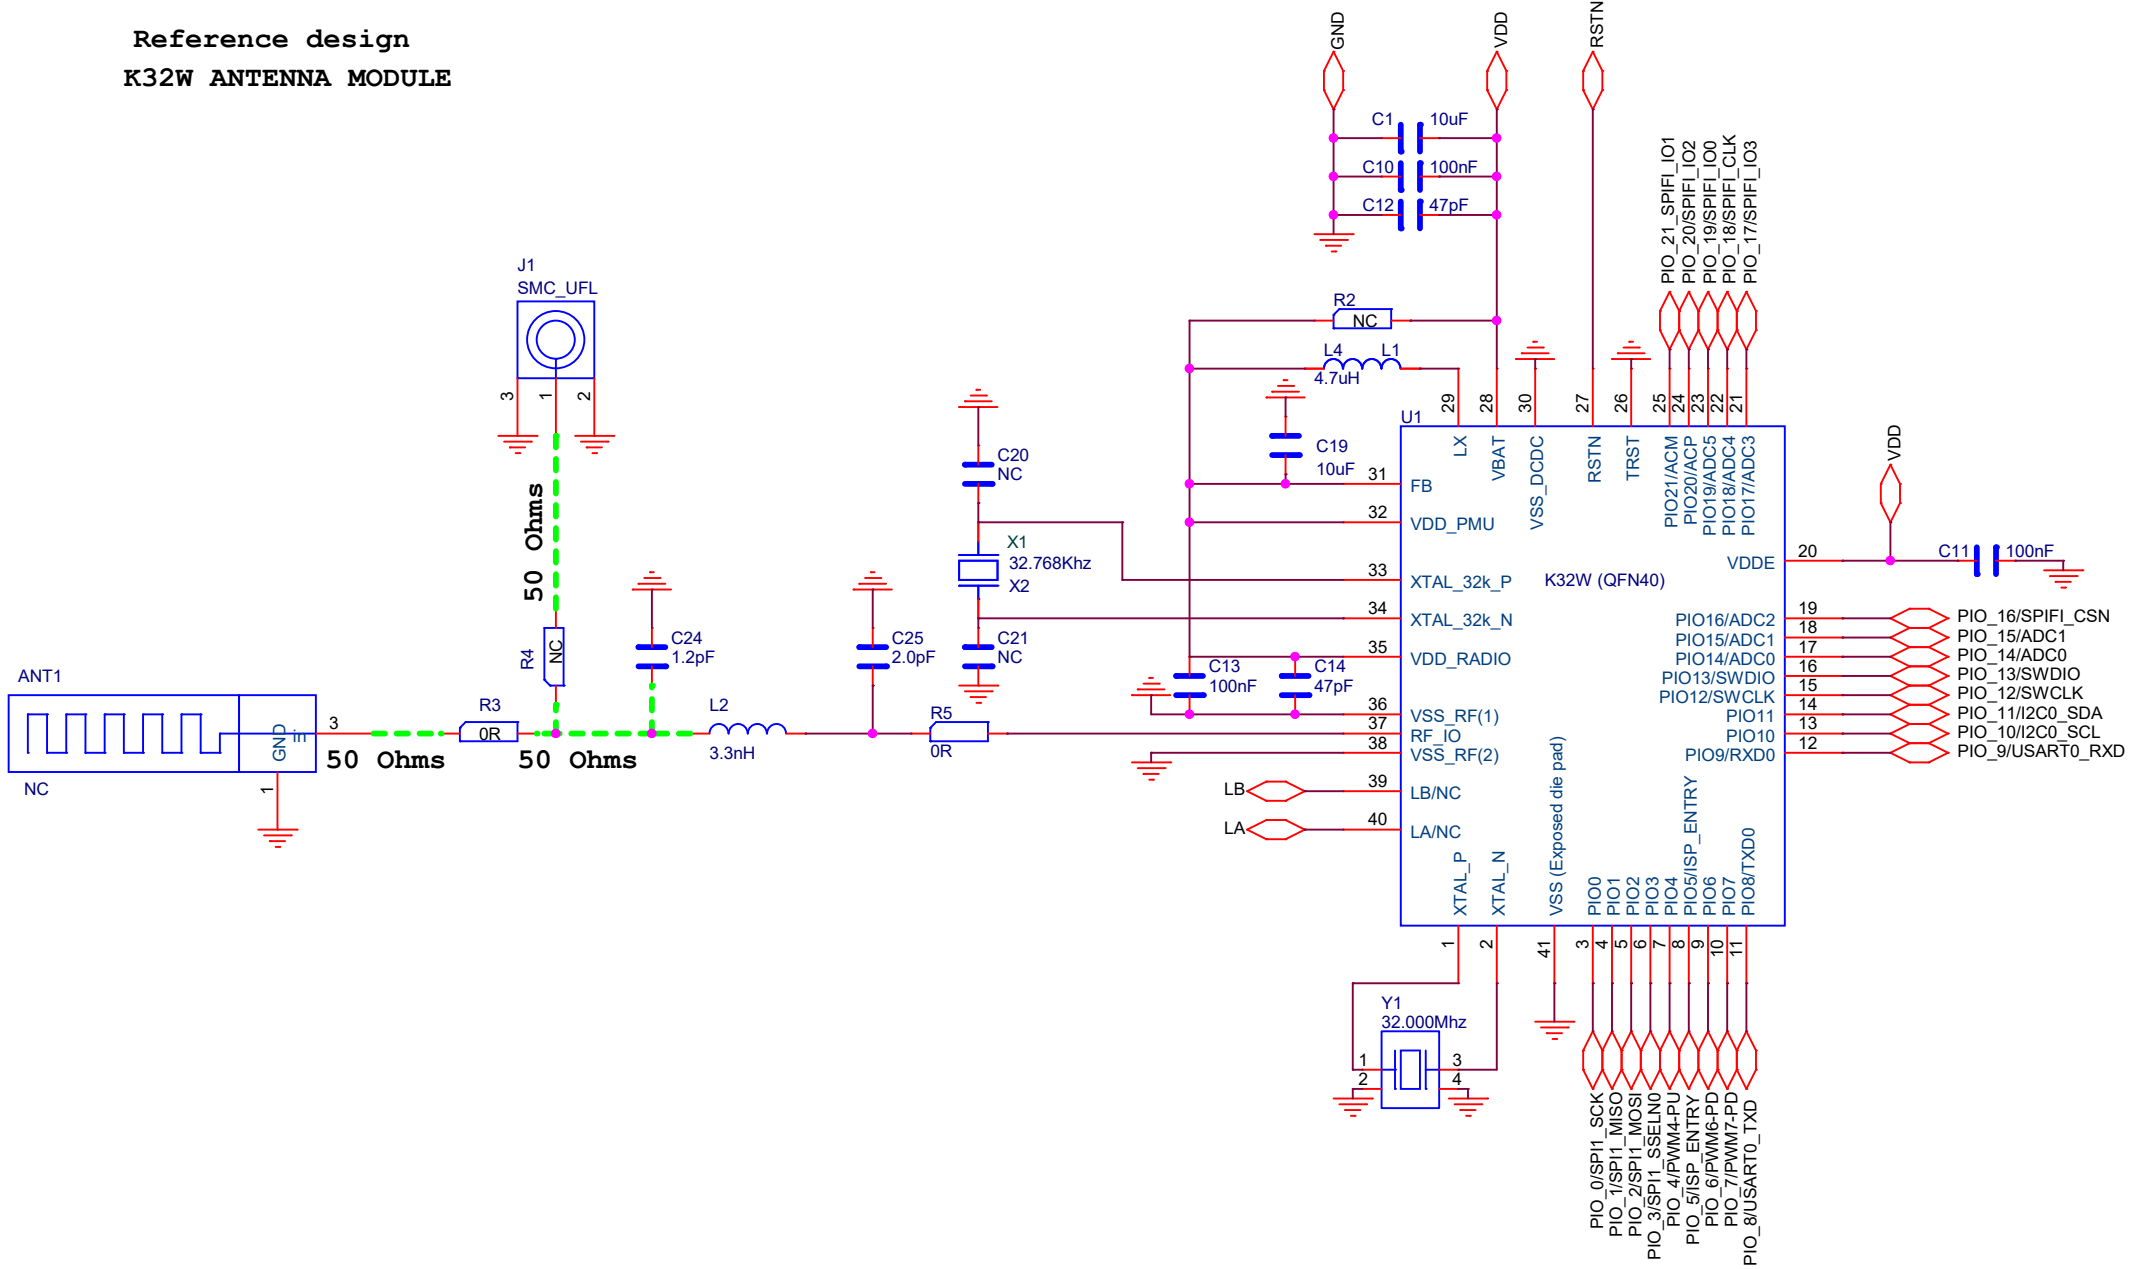 Reference design
K32W ANTENNA MODULE
GND
VDD
RSTN
C1
10uF
C10
100nF
C12
47pF
PIO_21_SPIFI_IO1
PIO_20/SPIFI_IO2
PIO_19/SPIFI_IO0
PIO_18/SPIFI_CLK
PIO_17/SPIFI_IO3
J1
SMC_UFL
3
1
2
50 Ohms
R2
NC
L4
L1
4.7uH
29
28
30
27
26
25
24
23
22
21
U1
LX
VBAT
VSS_DCDC
RSTN
TRST
PIO21/ACM
PIO20/ACP
PIO19/ADC5
PIO18/ADC4
PIO17/ADC3
C19
10uF
C20
NC
X1
32.768Khz
X2
C21
NC
31
FB
32
VDD_PMU
33
XTAL_32k_P
34
XTAL_32k_N
35
VDD_RADIO
36
VSS_RF(1)
37
RF_IO
38
VSS_RF(2)
39
LB/NC
40
LA/NC
LB
LA
K32W (QFN40)
VDD
VDDE
20
C11
100nF
PIO16/ADC2
19
PIO_16/SPIFI_CSN
PIO15/ADC1
18
PIO_15/ADC1
PIO14/ADC0
17
PIO_14/ADC0
PIO13/SWDIO
16
PIO_13/SWDIO
PIO12/SWCLK
15
PIO_12/SWCLK
PIO11
14
PIO_11/I2C0_SDA
PIO10
13
PIO_10/I2C0_SCL
PIO9/RXD0
12
PIO_9/USART0_RXD
R4
NC
C24
1.2pF
C25
2.0pF
C13
100nF
C14
47pF
ANT1
GND
in
3
1
NC
R3
0R
50 Ohms
50 Ohms
L2
3.3nH
R5
0R
XTAL_P
XTAL_N
VSS (Exposed die pad)
PIO0
PIO1
PIO2
PIO3
PIO4
PIO5/ISP_ENTRY
PIO6
PIO7
PIO8/TXD0
1
2
41
3
4
5
6
7
8
9
10
11
Y1
32.000Mhz
1
2
3
4
PIO_0/SPI1_SCK
PIO_1/SPI1_MISO
PIO_2/SPI1_MOSI
PIO_3/SPI1_SSELN0
PIO_4/PWM4-PU
PIO_5/ISP_ENTRY
PIO_6/PWM6-PD
PIO_7/PWM7-PD
PIO_8/USART0_TXD